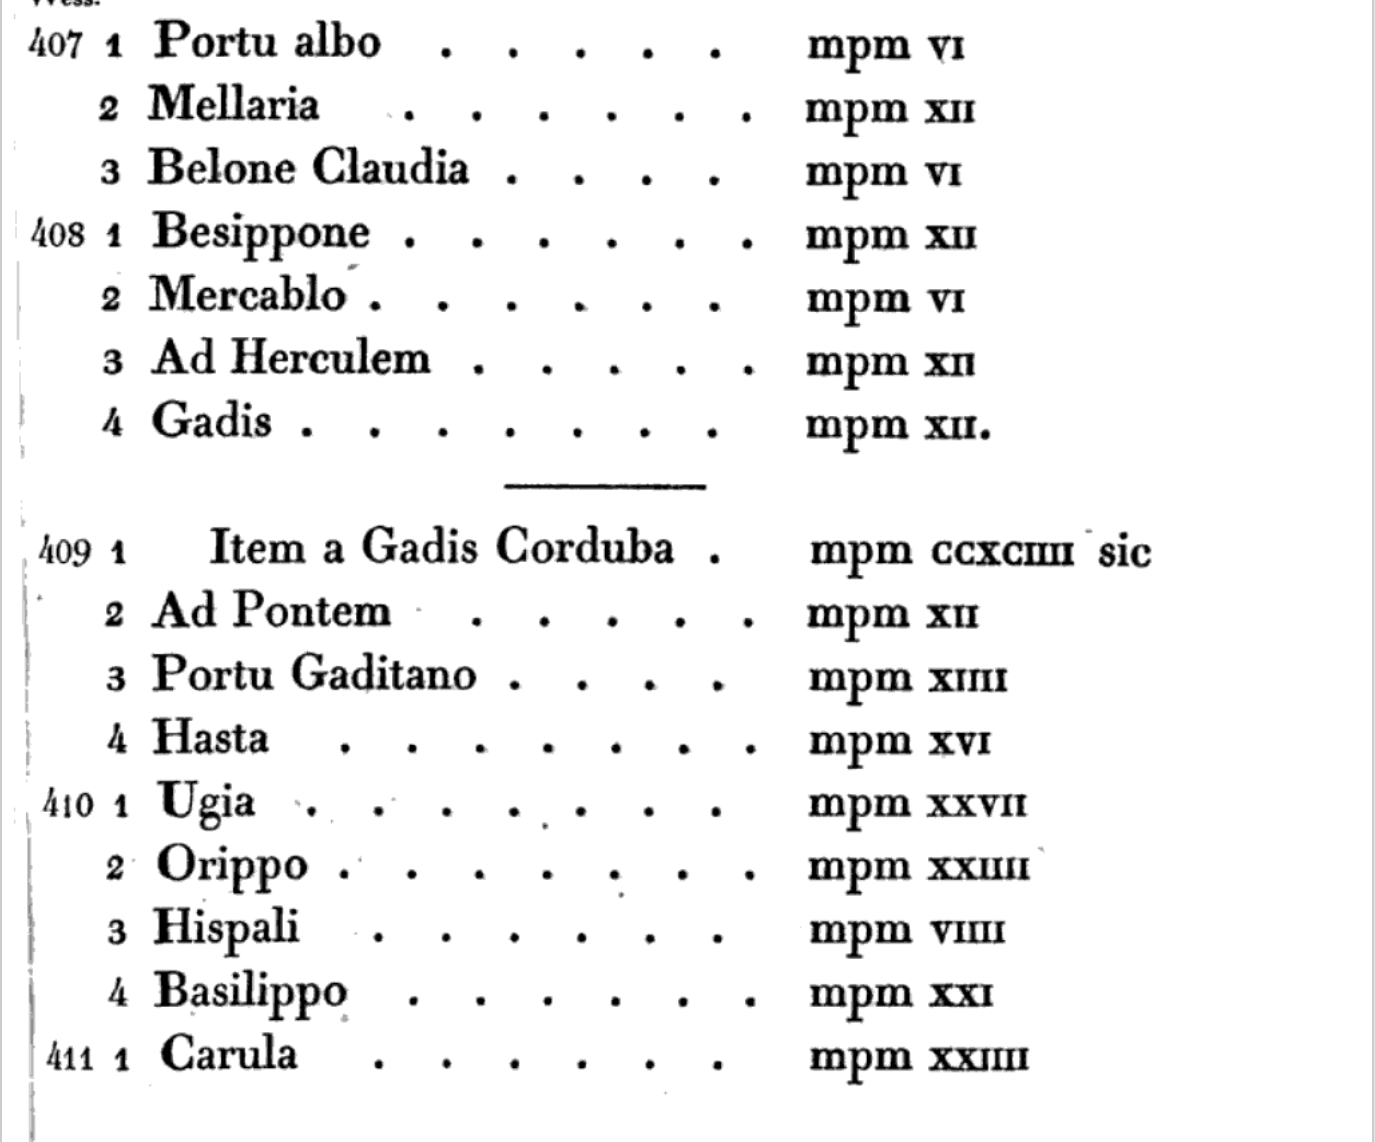 407 1 Portu albo . . . . . mpm VI
2 Mellaria . . . . . . mpm XII
3 Belone Claudia . . . . mpm VI
408 1 Besippone . . . . . . mpm XII
2 Mercablo . . . . . . mpm VI
3 Ad Herculem . . . . . mpm XII
4 Gadis . . . . . . . mpm XII.
409 1 Item a Gadis Corduba . mpm CCXCIIII sic
2 Ad Pontem . . . . . mpm XII
3 Portu Gaditano . . . . mpm XIIII
4 Hasta . . . . . . . mpm XVI
410 1 Ugia . . . . . . . mpm XXVII
2 Orippo . . . . . . . mpm XXIIII
3 Hispali . . . . . . mpm VIIII
4 Basilippo . . . . . . mpm XXI
411 1 Carula . . . . . . mpm XXIIII